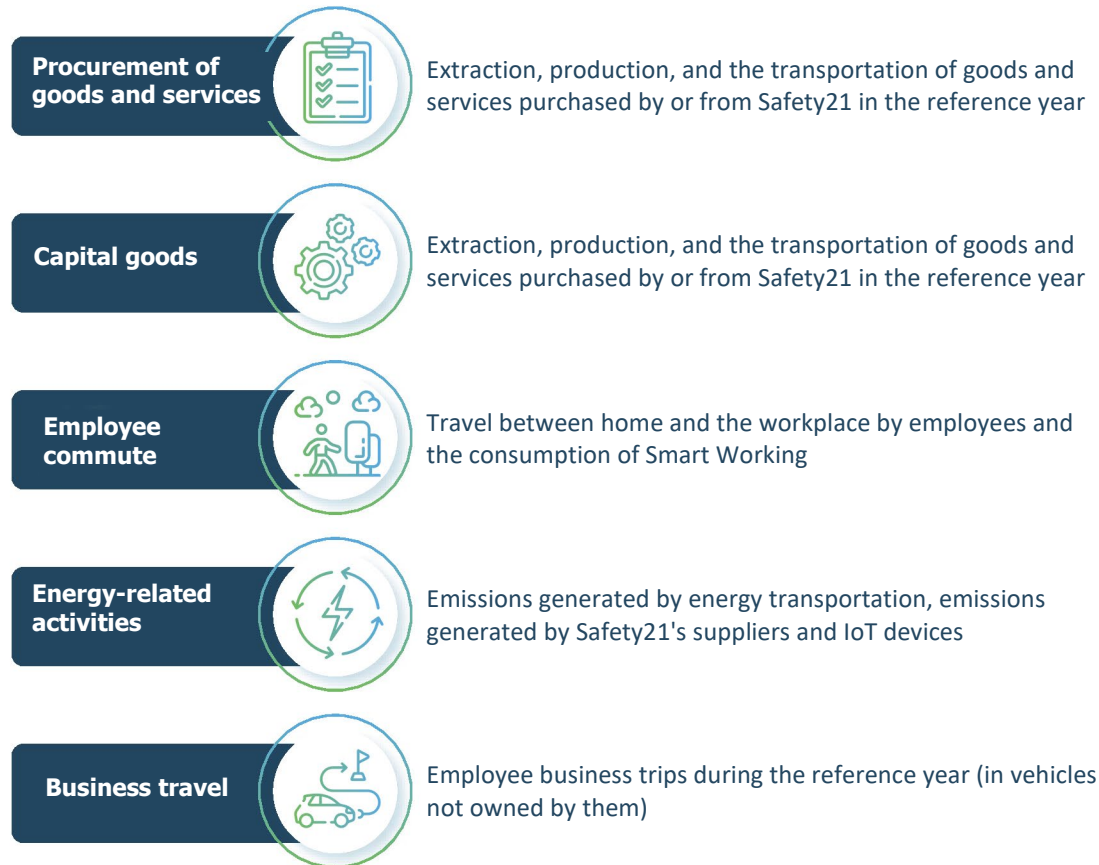 Procurement of
goods and services
Extraction, production, and the transportation of goods and
services purchased by or from Safety21 in the reference year
Capital goods
Extraction, production, and the transportation of goods and
services purchased by or from Safety21 in the reference year
Employee
commute
Travel between home and the workplace by employees and
the consumption of Smart Working
Energy-related
activities
Emissions generated by energy transportation, emissions
generated by Safety21's suppliers and IoT devices
Business travel
Employee business trips during the reference year (in vehicles
not owned by them)